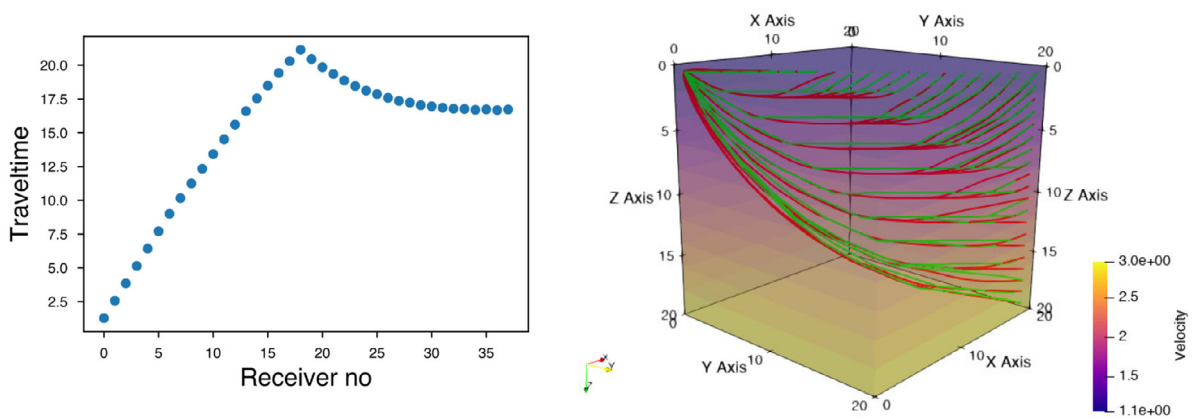 20.0
17.5
15.0
12.5
10.0
7.5
5.0
2.5
0 5 10 15 20 25 30 35
Traveltime
Receiver no
X Axis Y Axis
0 10 20 10 20
0 0
5 5
Z Axis 10 10 Z Axis
15 15
20 20
0 20
Y Axis 10 10 X Axis
20 0
X
Y
Z
3.0e+00
2.5
2
1.5
1.1e+00
Velocity